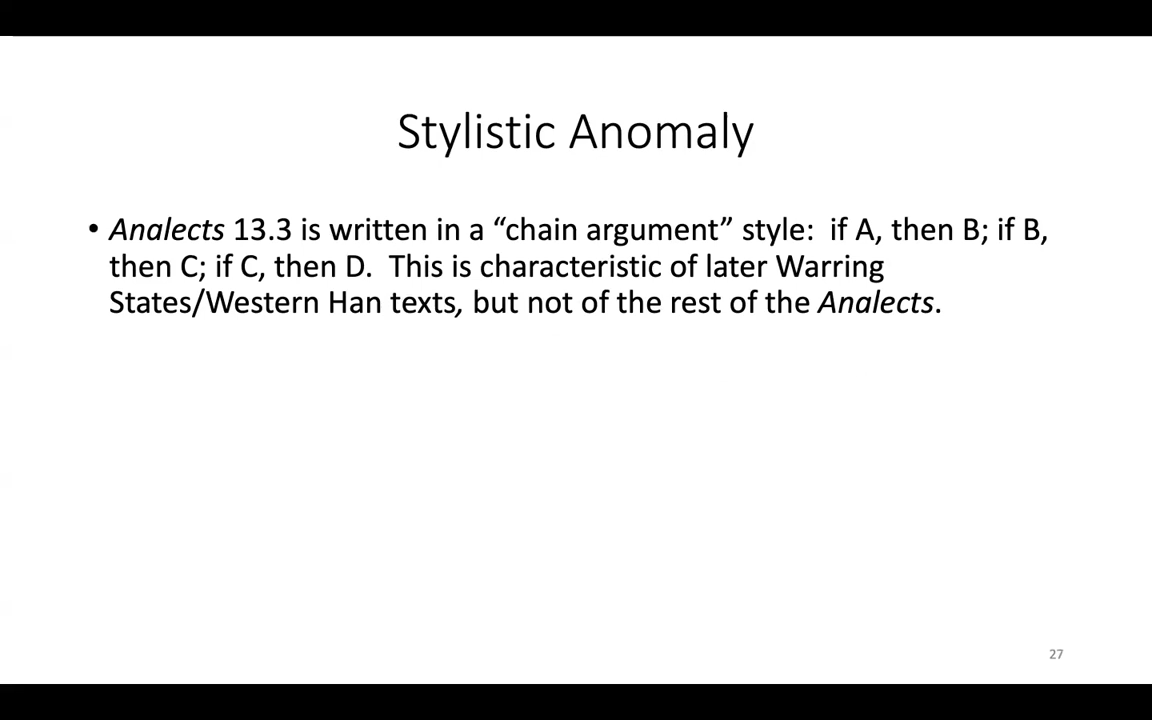 Stylistic Anomaly
• Analects 13.3 is written in a “chain argument” style:  if A, then B; if B,
then C; if C, then D.  This is characteristic of later Warring
States/Western Han texts, but not of the rest of the Analects.
27